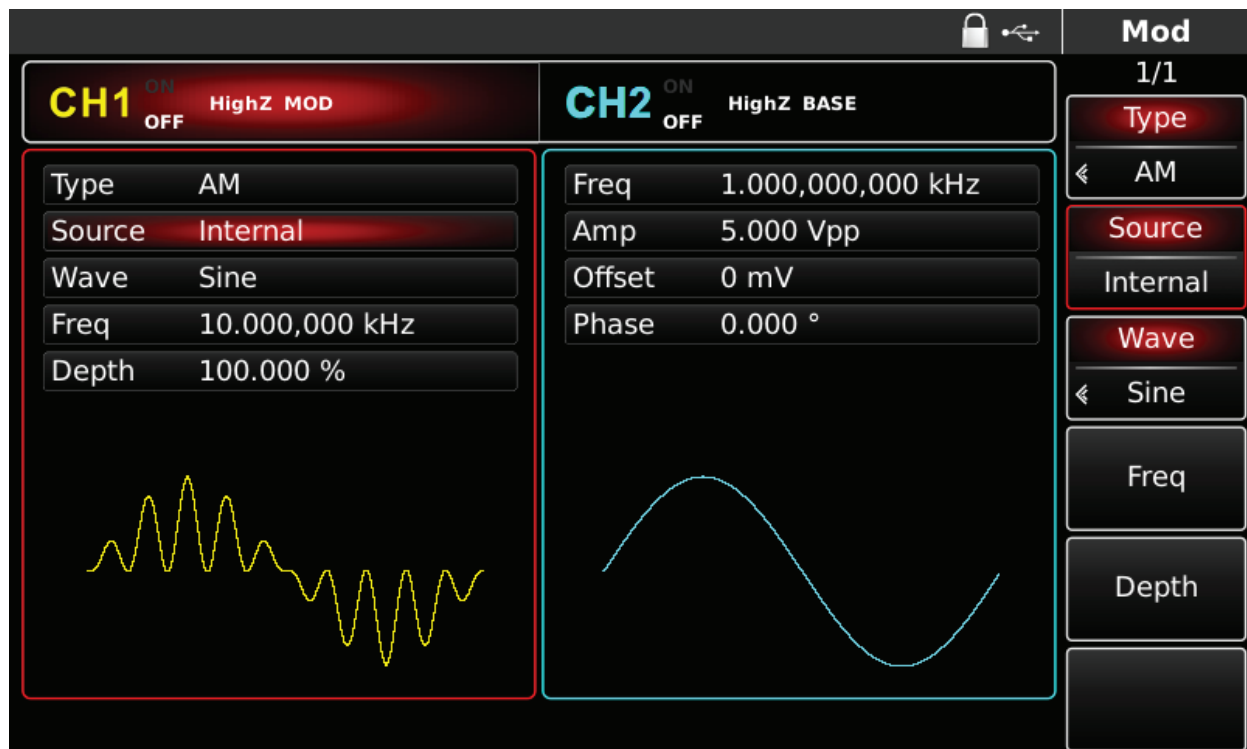 Mod
1/1
CH1 ON OFF HighZ MOD
CH2 ON OFF HighZ BASE
Type AM
Source Internal
Wave Sine
Freq 10.000,000 kHz
Depth 100.000 %
Freq 1.000,000,000 kHz
Amp 5.000 Vpp
Offset 0 mV
Phase 0.000 °
Type
AM
Source
Internal
Wave
Sine
Freq
Depth